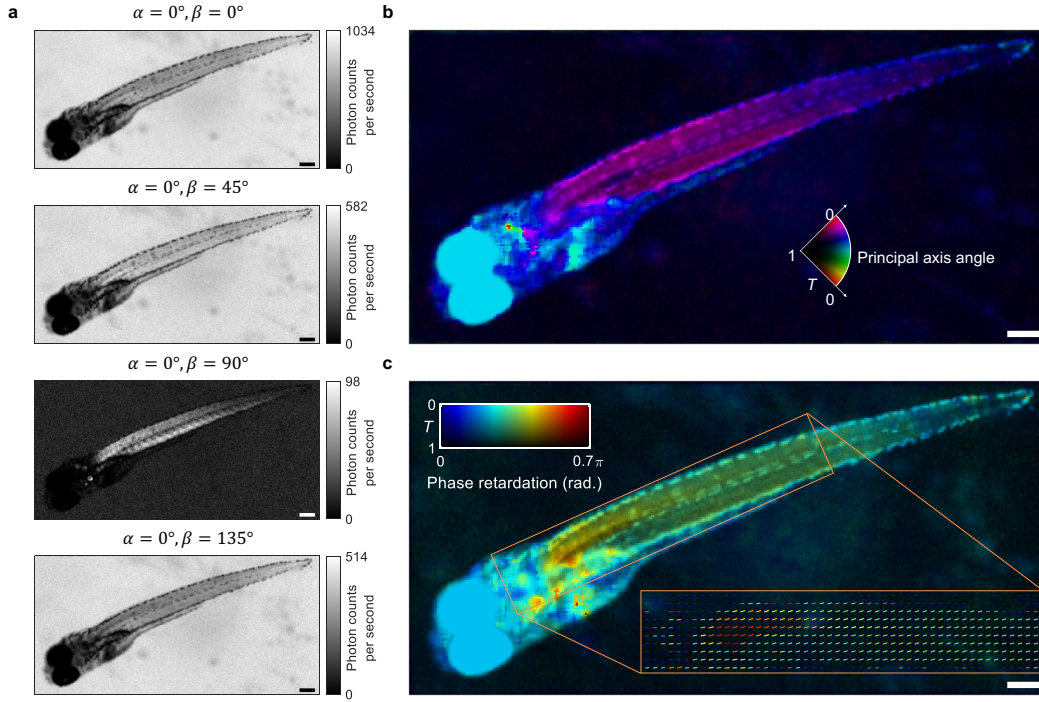 a
α = 0°, β = 0°
1034
Photon counts
per second
0
α = 0°, β = 45°
582
Photon counts
per second
0
α = 0°, β = 90°
98
Photon counts
per second
0
α = 0°, β = 135°
514
Photon counts
per second
0
b
0
1
Principal axis angle
T
0
c
0
T
1
0
0.7π
Phase retardation (rad.)